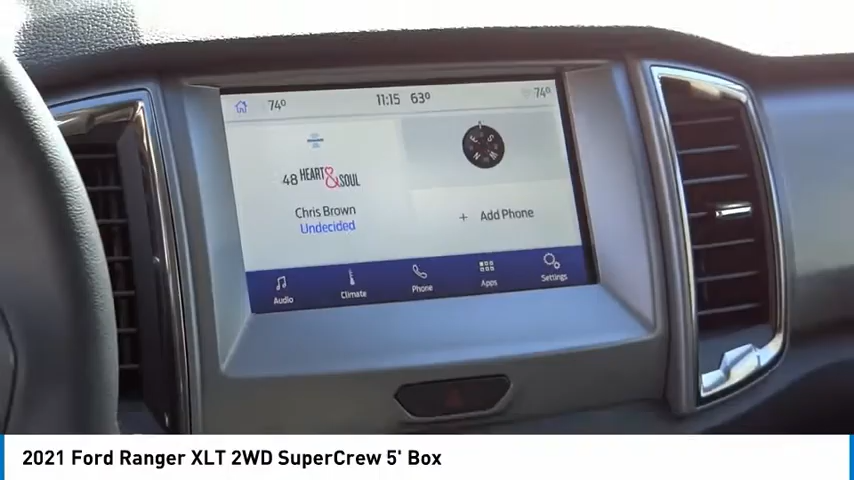 74° 11:15 63° 74°
48 HEART & SOUL
Chris Brown
Undecided
+ Add Phone
Audio Climate Phone Apps Settings
2021 Ford Ranger XLT 2WD SuperCrew 5' Box